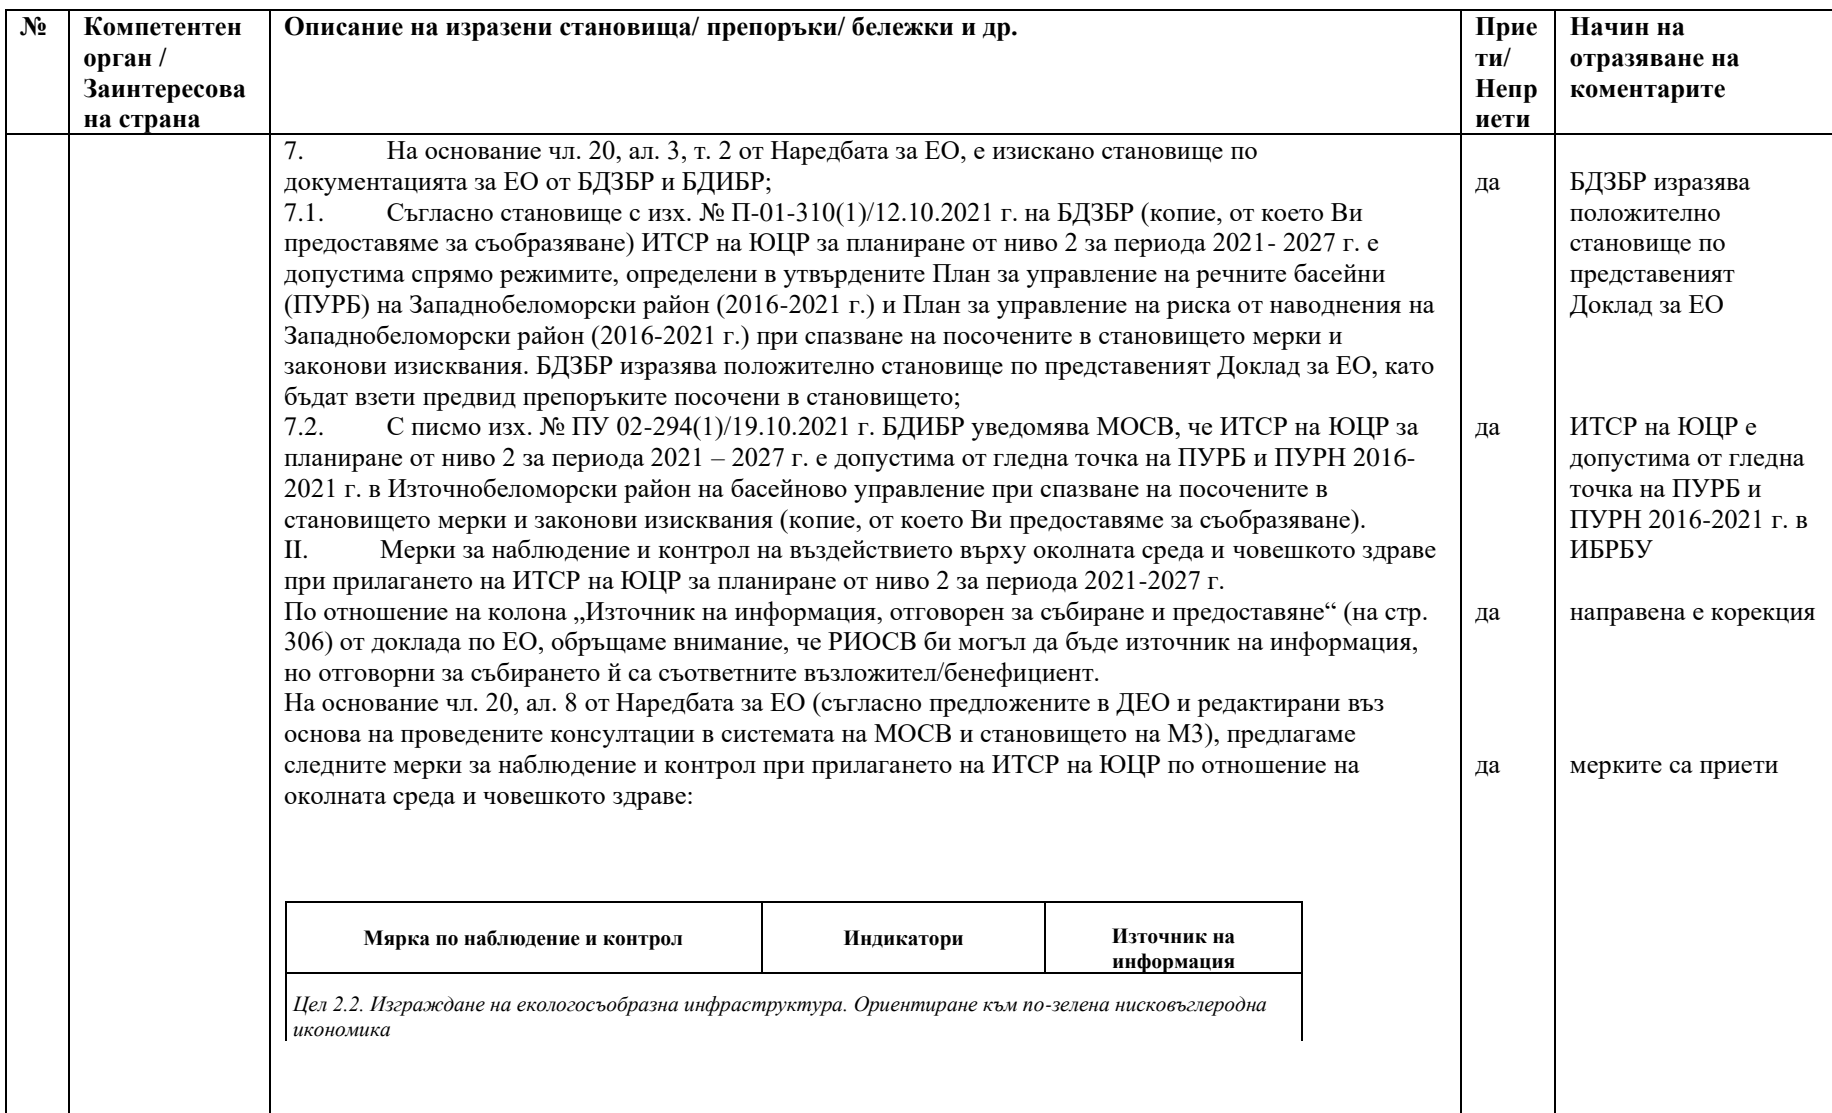 №
Компетентен
орган /
Заинтересова
на страна
Описание на изразени становища/ препоръки/ бележки и др.
Прие
ти/
Непр
иети
Начин на
отразяване на
коментарите
7. На основание чл. 20, ал. 3, т. 2 от Наредбата за ЕО, е изискано становище по
документацията за ЕО от БДЗБР и БДИБР;
7.1. Съгласно становище с изх. № П-01-310(1)/12.10.2021 г. на БДЗБР (копие, от което Ви
предоставяме за съобразяване) ИТСР на ЮЦР за планиране от ниво 2 за периода 2021- 2027 г. е
допустима спрямо режимите, определени в утвърдените План за управление на речните басейни
(ПУРБ) на Западнобеломорски район (2016-2021 г.) и План за управление на риска от наводнения на
Западнобеломорски район (2016-2021 г.) при спазване на посочените в становището мерки и
законови изисквания. БДЗБР изразява положително становище по представеният Доклад за ЕО, като
бъдат взети предвид препоръките посочени в становището;
да
БДЗБР изразява
положително
становище по
представеният
Доклад за ЕО
7.2. С писмо изх. № ПУ 02-294(1)/19.10.2021 г. БДИБР уведомява МОСВ, че ИТСР на ЮЦР за
планиране от ниво 2 за периода 2021 – 2027 г. е допустима от гледна точка на ПУРБ и ПУРН 2016-
2021 г. в Източнобеломорски район на басейново управление при спазване на посочените в
становището мерки и законови изисквания (копие, от което Ви предоставяме за съобразяване).
да
ИТСР на ЮЦР е
допустима от гледна
точка на ПУРБ и
ПУРН 2016-2021 г. в
ИБРБУ
II. Мерки за наблюдение и контрол на въздействието върху околната среда и човешкото здраве
при прилагането на ИТСР на ЮЦР за планиране от ниво 2 за периода 2021-2027 г.
По отношение на колона „Източник на информация, отговорен за събиране и предоставяне“ (на стр.
306) от доклада по ЕО, обръщаме внимание, че РИОСВ би могъл да бъде източник на информация,
но отговорни за събирането й са съответните възложител/бенефициент.
да
направена е корекция
На основание чл. 20, ал. 8 от Наредбата за ЕО (съгласно предложените в ДЕО и редактирани въз
основа на проведените консултации в системата на МОСВ и становището на МЗ), предлагаме
следните мерки за наблюдение и контрол при прилагането на ИТСР на ЮЦР по отношение на
околната среда и човешкото здраве:
да
мерките са приети
Мярка по наблюдение и контрол
Индикатори
Източник на
информация
Цел 2.2. Изграждане на екологосъобразна инфраструктура. Ориентиране към по-зелена нисковъглеродна
икономика